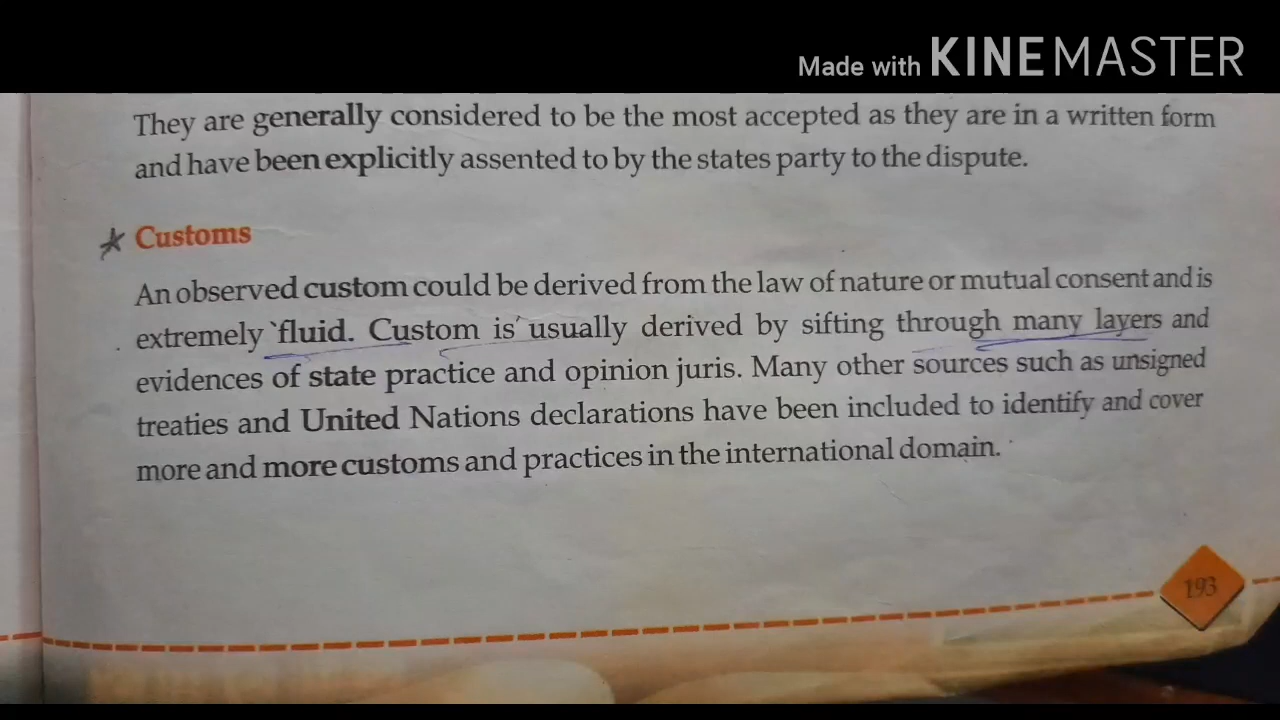 Made with KINEMASTER
They are generally considered to be the most accepted as they are in a written form
and have been explicitly assented to by the states party to the dispute.
Customs
An observed custom could be derived from the law of nature or mutual consent and is
extremely fluid. Custom is usually derived by sifting through many layers and
evidences of state practice and opinion juris. Many other sources such as unsigned
treaties and United Nations declarations have been included to identify and cover
more and more customs and practices in the international domain.
193